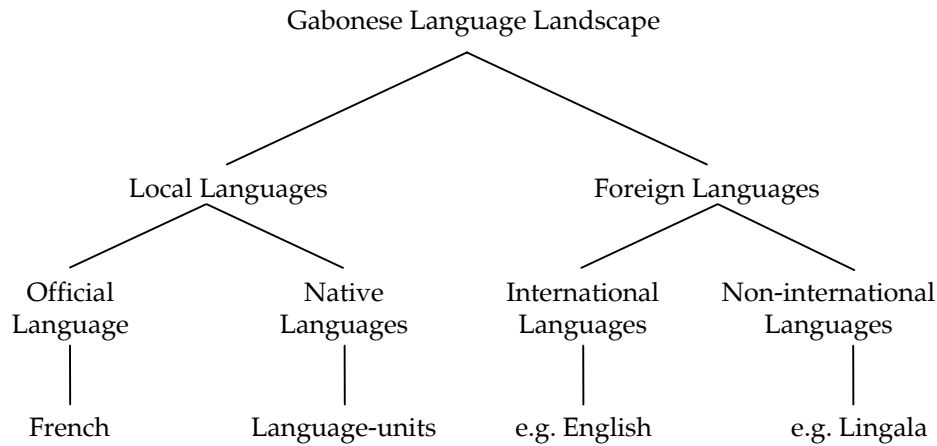 Gabonese Language Landscape
Local Languages
Foreign Languages
Official
Language
Native
Languages
International
Languages
Non-international
Languages
French
Language-units
e.g. English
e.g. Lingala